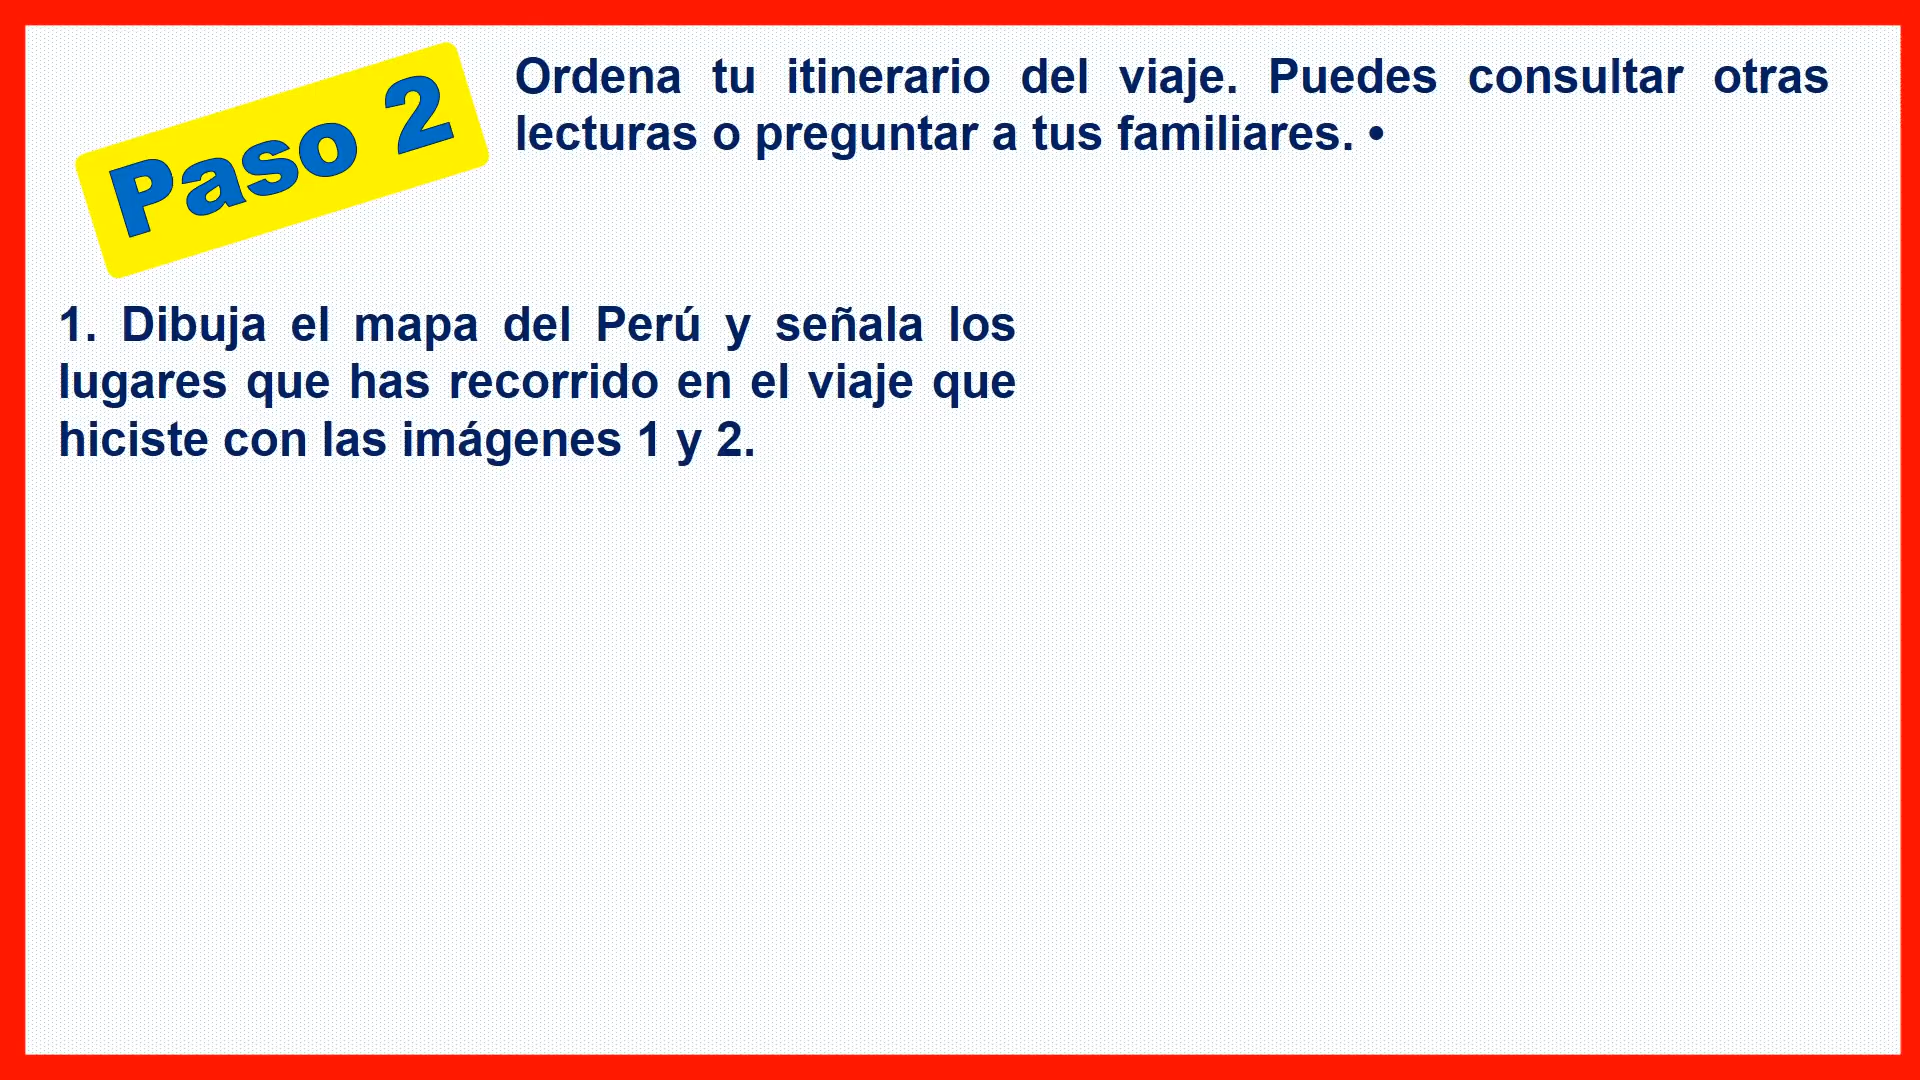 Paso 2
Ordena tu itinerario del viaje. Puedes consultar otras
lecturas o preguntar a tus familiares. •
1. Dibuja el mapa del Perú y señala los
lugares que has recorrido en el viaje que
hiciste con las imágenes 1 y 2.